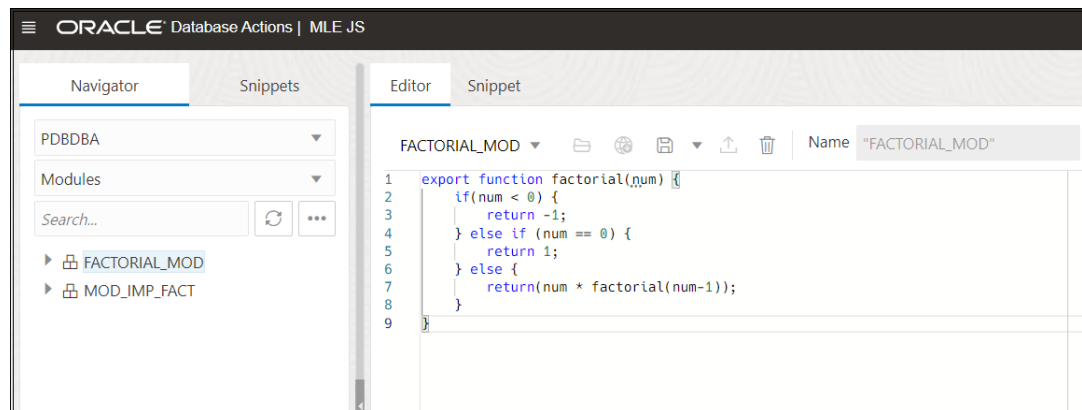 ORACLE Database Actions | MLE JS
Navigator
Snippets
PDBDBA
Modules
Search...
FACTORIAL_MOD
MOD_IMP_FACT
Editor
Snippet
FACTORIAL_MOD
Name "FACTORIAL_MOD"
1 export function factorial(num) {
2     if(num < 0) {
3         return -1;
4     } else if (num == 0) {
5         return 1;
6     } else {
7         return(num * factorial(num-1));
8     }
9 }